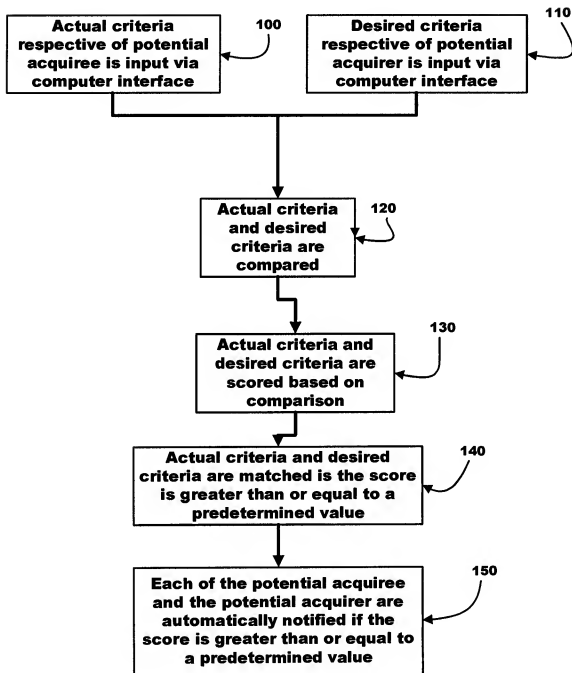 Actual criteria
respective of potential
acquiree is input via
computer interface
100
Desired criteria
respective of potential
acquirer is input via
computer interface
110
Actual criteria
and desired
criteria are
compared
120
Actual criteria and
desired criteria are
scored based on
comparison
130
Actual criteria and desired
criteria are matched is the score
is greater than or equal to a
predetermined value
140
Each of the potential acquiree
and the potential acquirer are
automatically notified if the
score is greater than or equal to
a predetermined value
150